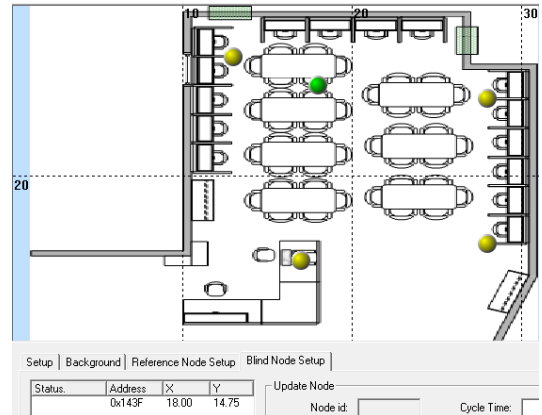 10 20 30
20
Setup Background Reference Node Setup Blind Node Setup
Status. Address X Y Update Node
0x143F 18.00 14.75 Node id: Cycle Time: